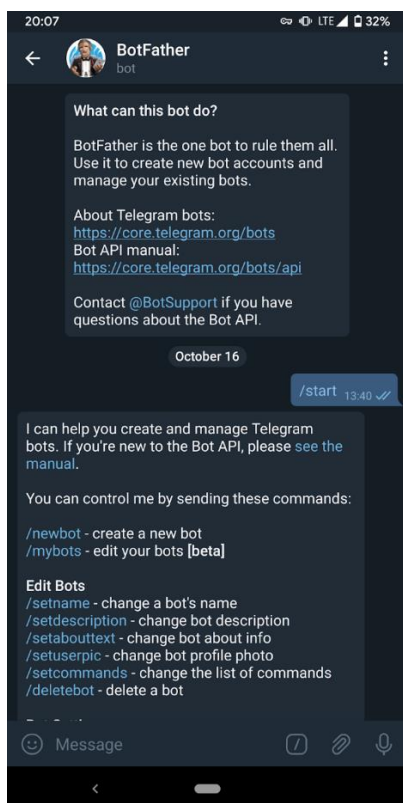 20:07 LTE 32%
BotFather
bot
What can this bot do?
BotFather is the one bot to rule them all.
Use it to create new bot accounts and
manage your existing bots.
About Telegram bots:
https://core.telegram.org/bots
Bot API manual:
https://core.telegram.org/bots/api
Contact @BotSupport if you have
questions about the Bot API.
October 16
/start 13:40
I can help you create and manage Telegram
bots. If you're new to the Bot API, please see the
manual.
You can control me by sending these commands:
/newbot - create a new bot
/mybots - edit your bots [beta]
Edit Bots
/setname - change a bot's name
/setdescription - change bot description
/setabouttext - change bot about info
/setuserpic - change bot profile photo
/setcommands - change the list of commands
/deletebot - delete a bot
Message